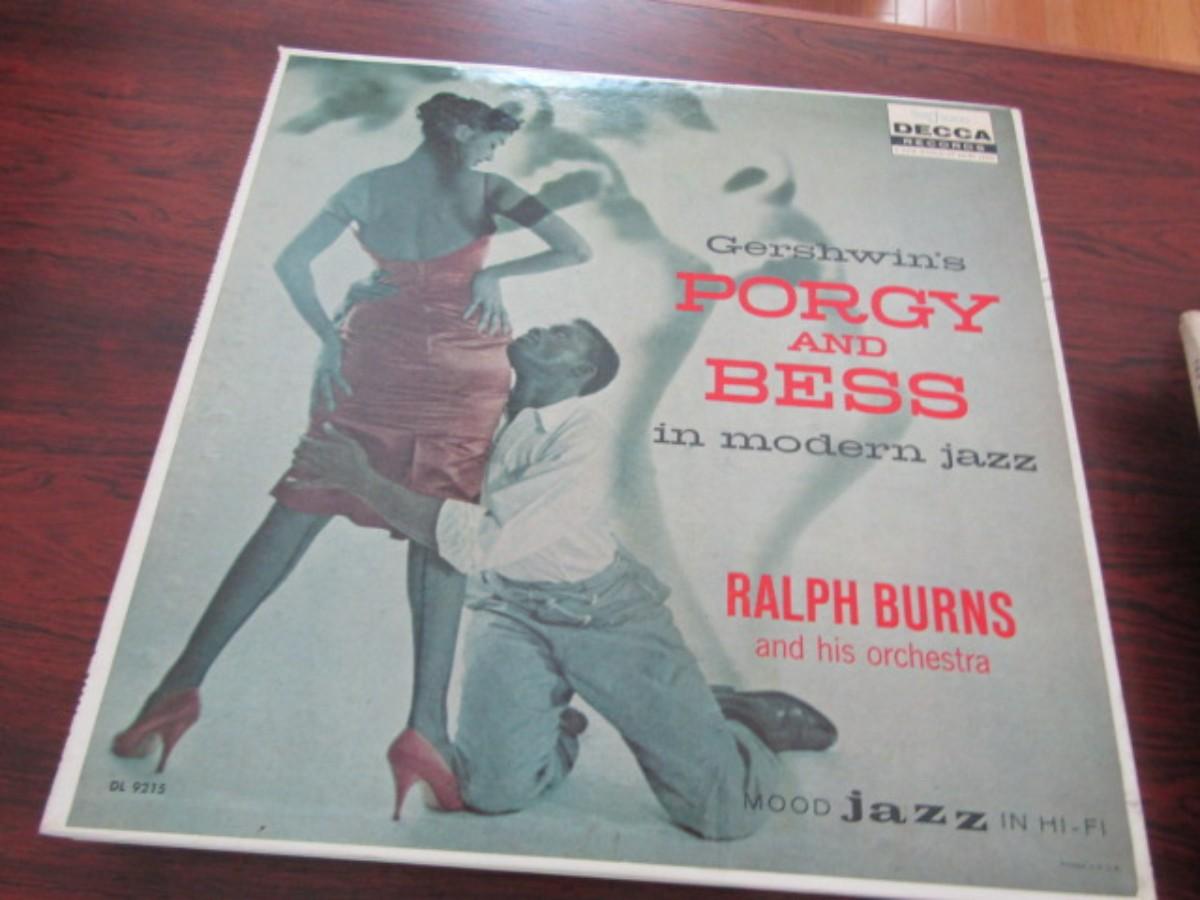 DECCA
RECORDS
Gershwin's
PORGY
AND
BESS
in modern jazz
RALPH BURNS
and his orchestra
DL 9215
MOOD jazz IN HI-FI